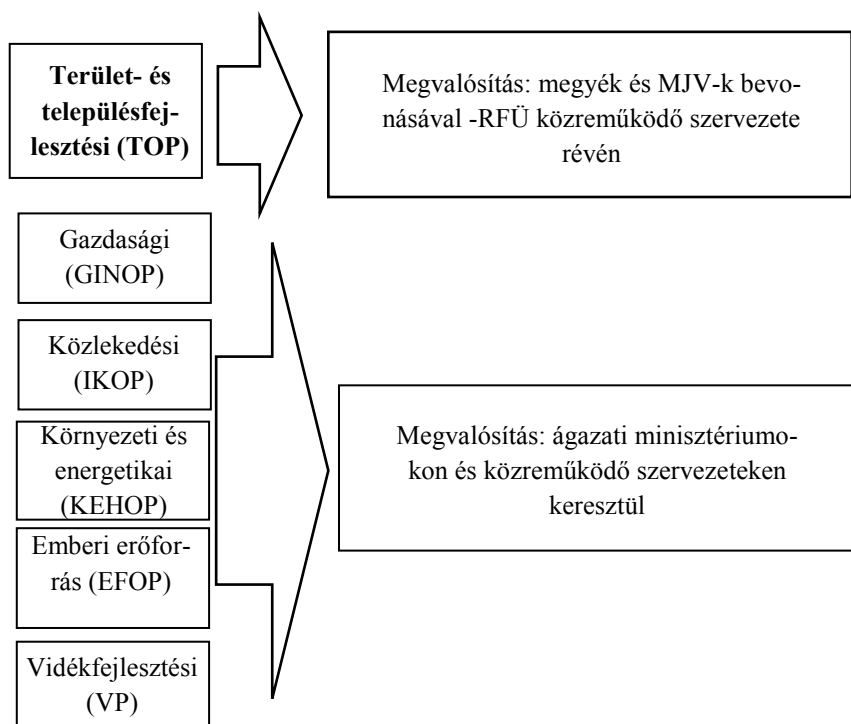 Terület- és
településfej-
lesztési (TOP)
Megvalósítás: megyék és MJV-k bevo-
násával -RFÜ közreműködő szervezete
révén
Gazdasági
(GINOP)
Közlekedési
(IKOP)
Környezeti és
energetikai
(KEHOP)
Emberi erőfor-
rás (EFOP)
Vidékfejlesztési
(VP)
Megvalósítás: ágazati minisztériumo-
kon és közreműködő szervezeteken
keresztül